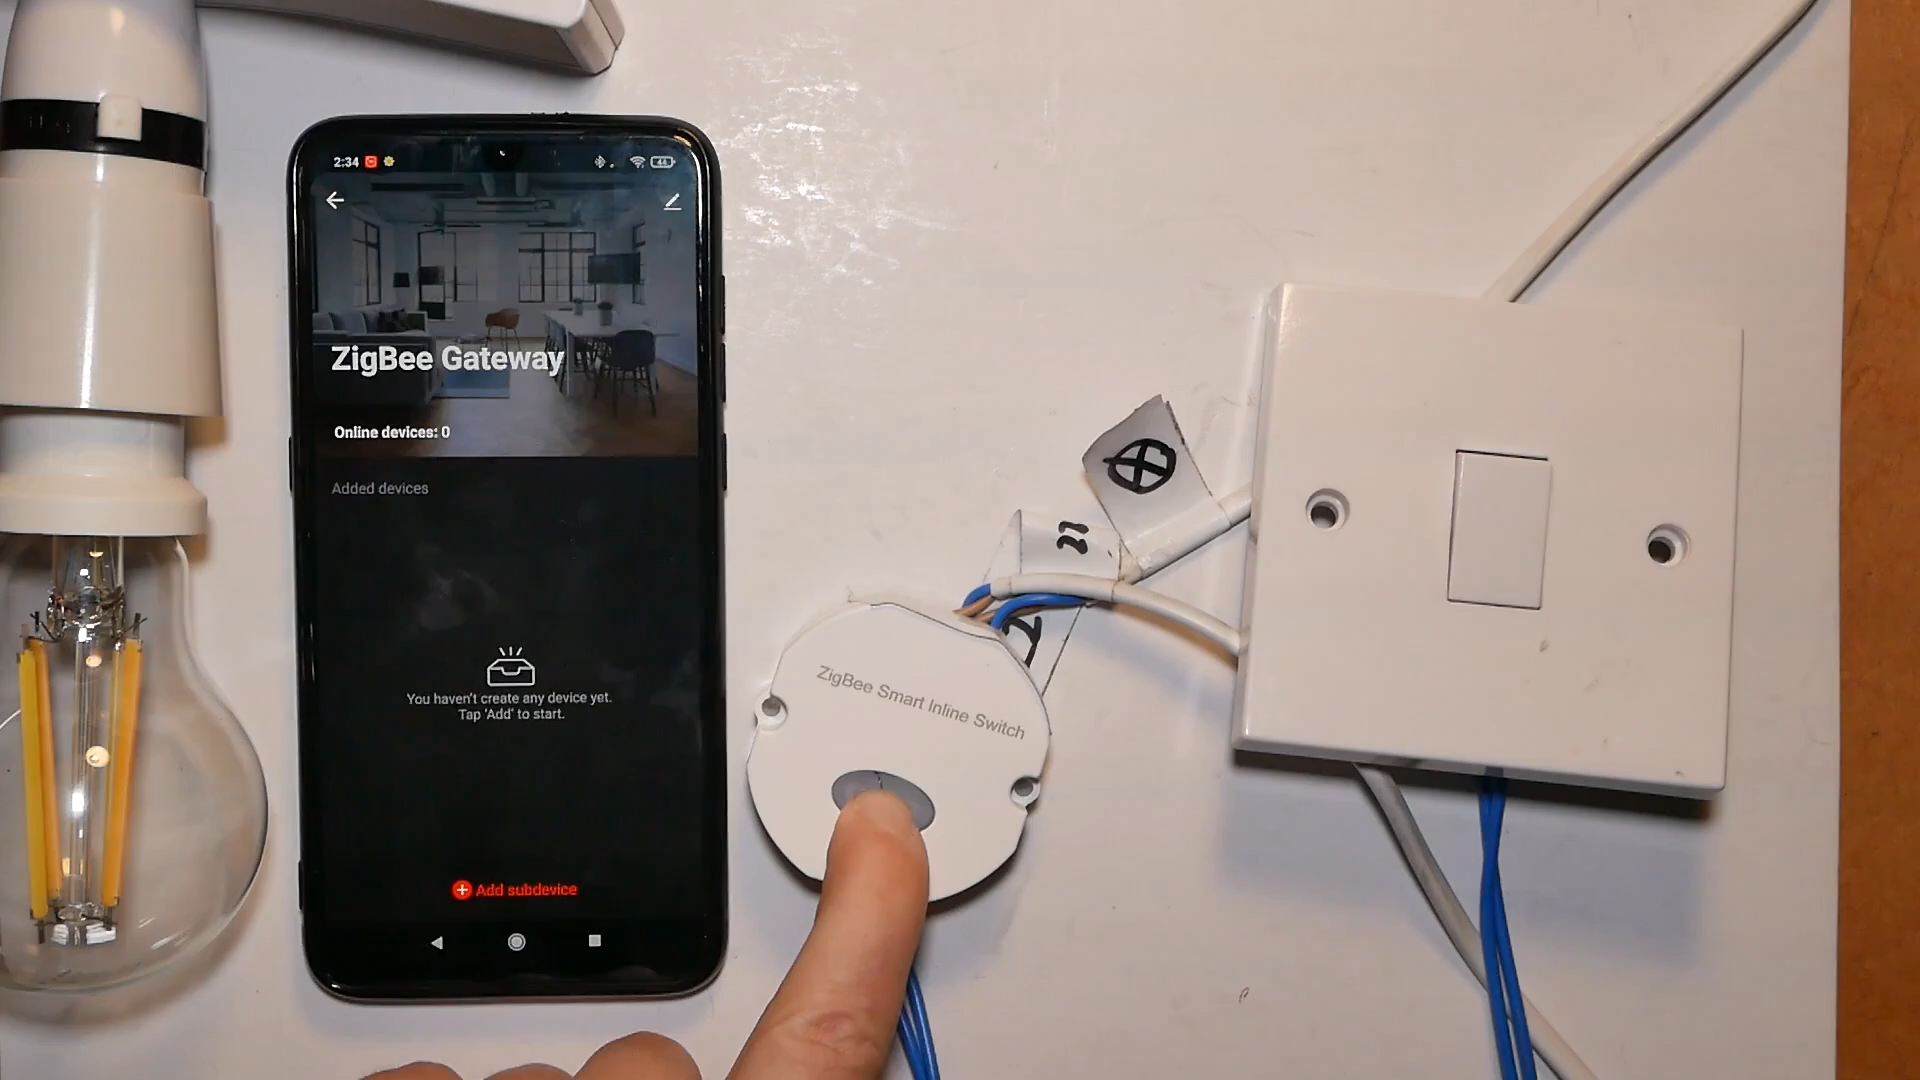 2:34
44
ZigBee Gateway
Online devices: 0
Added devices
You haven't create any device yet.
Tap 'Add' to start.
Add subdevice
ZigBee Smart Inline Switch